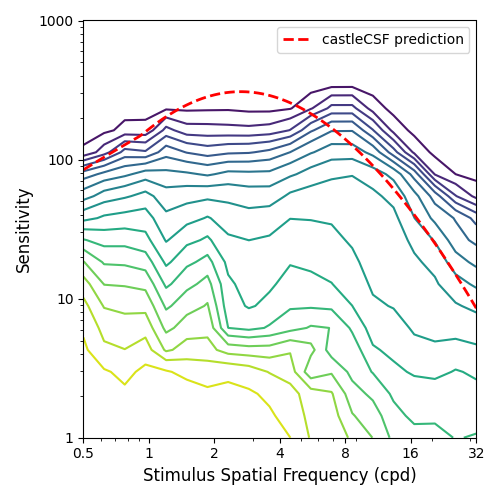 castleCSF prediction
1000
100
10
1
Sensitivity
0.5 1 2 4 8 16 32
Stimulus Spatial Frequency (cpd)